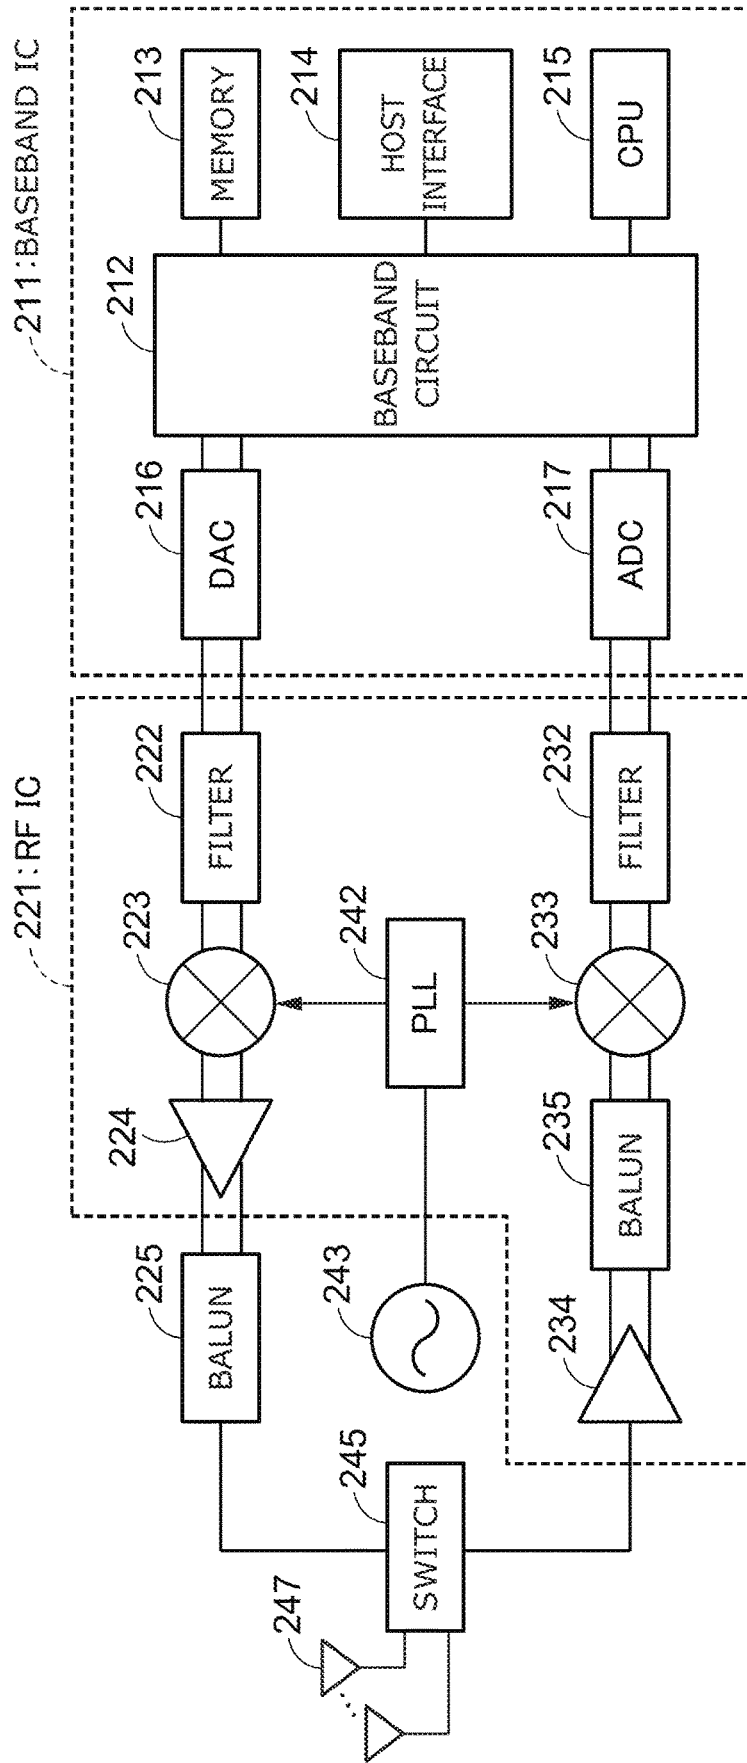 211:BASEBAND IC
213
MEMORY
214
HOST
INTERFACE
215
CPU
212
BASEBAND
CIRCUIT
216
DAC
217
ADC
221:RF IC
222
FILTER
232
FILTER
223
242
PLL
233
224
235
BALUN
225
BALUN
243
234
245
SWITCH
247